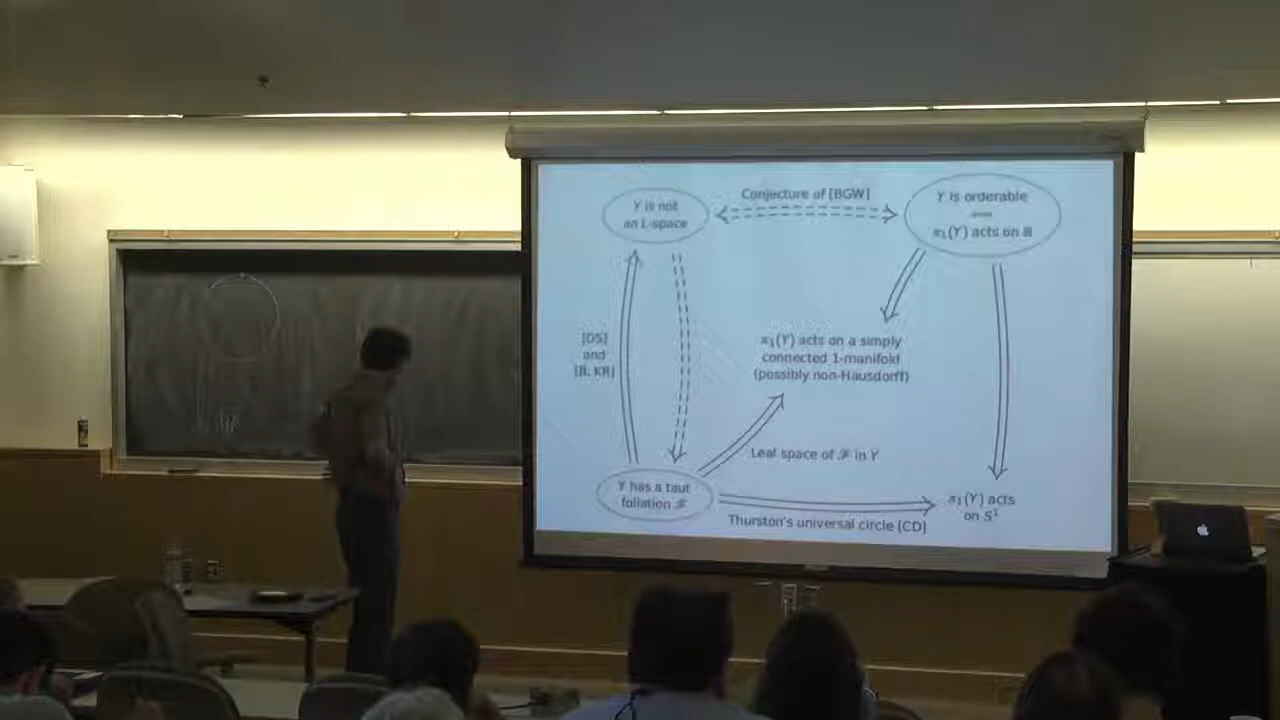 Conjecture of [BGW]
Y is not
an L-space
Y is orderable
π₁(Y) acts on ℝ
[OS]
and
[B, KR]
π₁(Y) acts on a simply
connected 1-manifold
(possibly non-Hausdorff)
Leaf space of ℱ in Ỹ
Y has a taut
foliation ℱ
π₁(Y) acts
on S¹
Thurston's universal circle [CD]